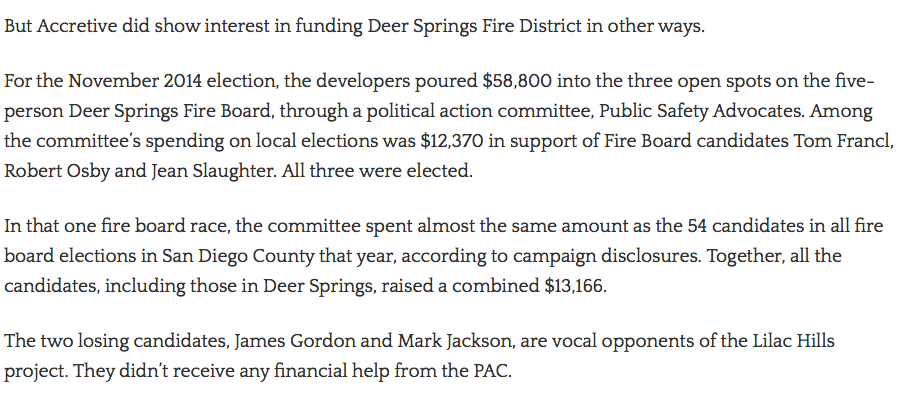 But Accretive did show interest in funding Deer Springs Fire District in other ways.
For the November 2014 election, the developers poured $58,800 into the three open spots on the five-
person Deer Springs Fire Board, through a political action committee, Public Safety Advocates. Among
the committee's spending on local elections was $12,370 in support of Fire Board candidates Tom Francl,
Robert Osby and Jean Slaughter. All three were elected.
In that one fire board race, the committee spent almost the same amount as the 54 candidates in all fire
board elections in San Diego County that year, according to campaign disclosures. Together, all the
candidates, including those in Deer Springs, raised a combined $13,166.
The two losing candidates, James Gordon and Mark Jackson, are vocal opponents of the Lilac Hills
project. They didn't receive any financial help from the PAC.